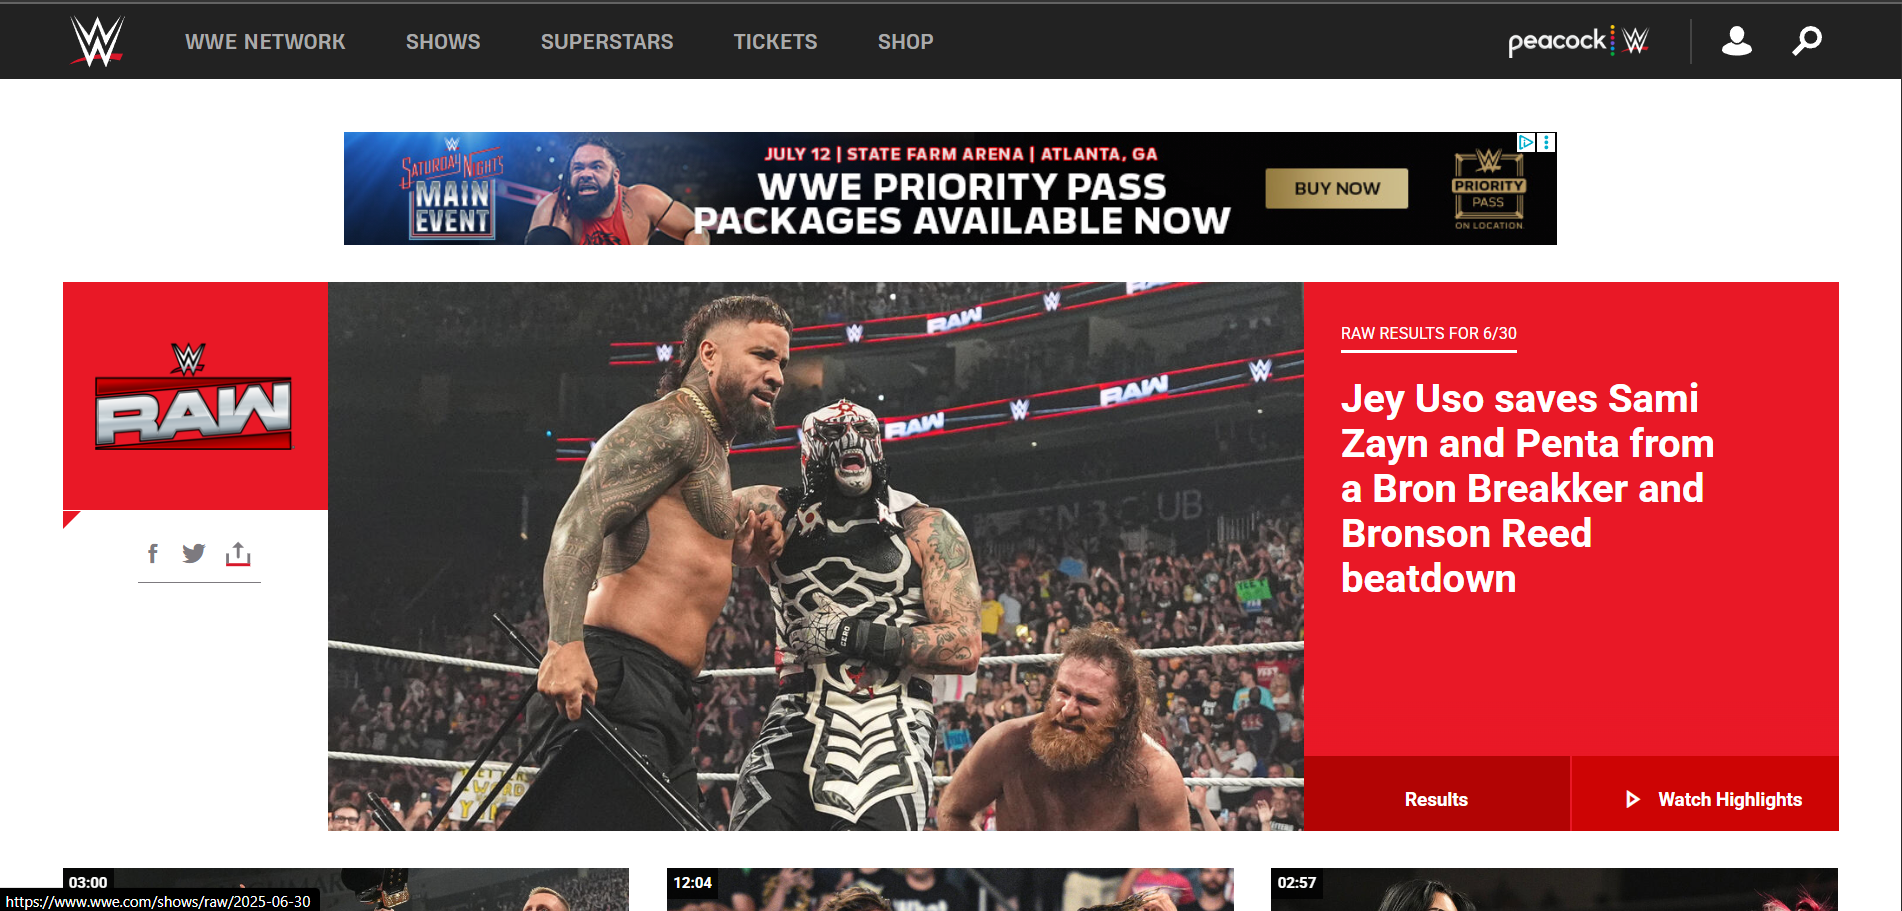 W
WWE NETWORK
SHOWS
SUPERSTARS
TICKETS
SHOP
peacock W
W
SATURDAY NIGHT'S
MAIN
EVENT
JULY 12 | STATE FARM ARENA | ATLANTA, GA
WWE PRIORITY PASS
PACKAGES AVAILABLE NOW
BUY NOW
W
PRIORITY
PASS
ON LOCATION
W
RAW
W RAW W RAW
W RAW W RAW W
CLUB
CERO
RAW RESULTS FOR 6/30
Jey Uso saves Sami
Zayn and Penta from
a Bron Breakker and
Bronson Reed
beatdown
Results
Watch Highlights
03:00
12:04
02:57
https://www.wwe.com/shows/raw/2025-06-30